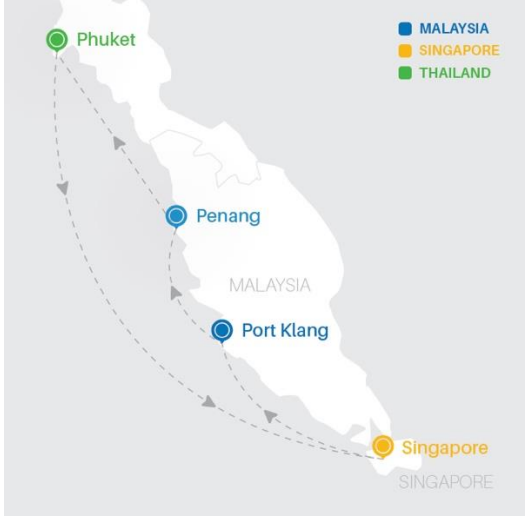 Phuket
MALAYSIA
SINGAPORE
THAILAND
Penang
MALAYSIA
Port Klang
Singapore
SINGAPORE